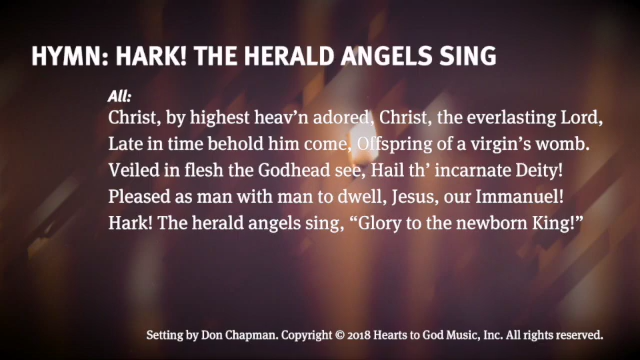 HYMN: HARK! THE HERALD ANGELS SING
All:
Christ, by highest heav’n adored, Christ, the everlasting Lord,
Late in time behold him come, Offspring of a virgin’s womb.
Veiled in flesh the Godhead see, Hail th’ incarnate Deity!
Pleased as man with man to dwell, Jesus, our Immanuel!
Hark! The herald angels sing, “Glory to the newborn King!”
Setting by Don Chapman. Copyright © 2018 Hearts to God Music, Inc. All rights reserved.